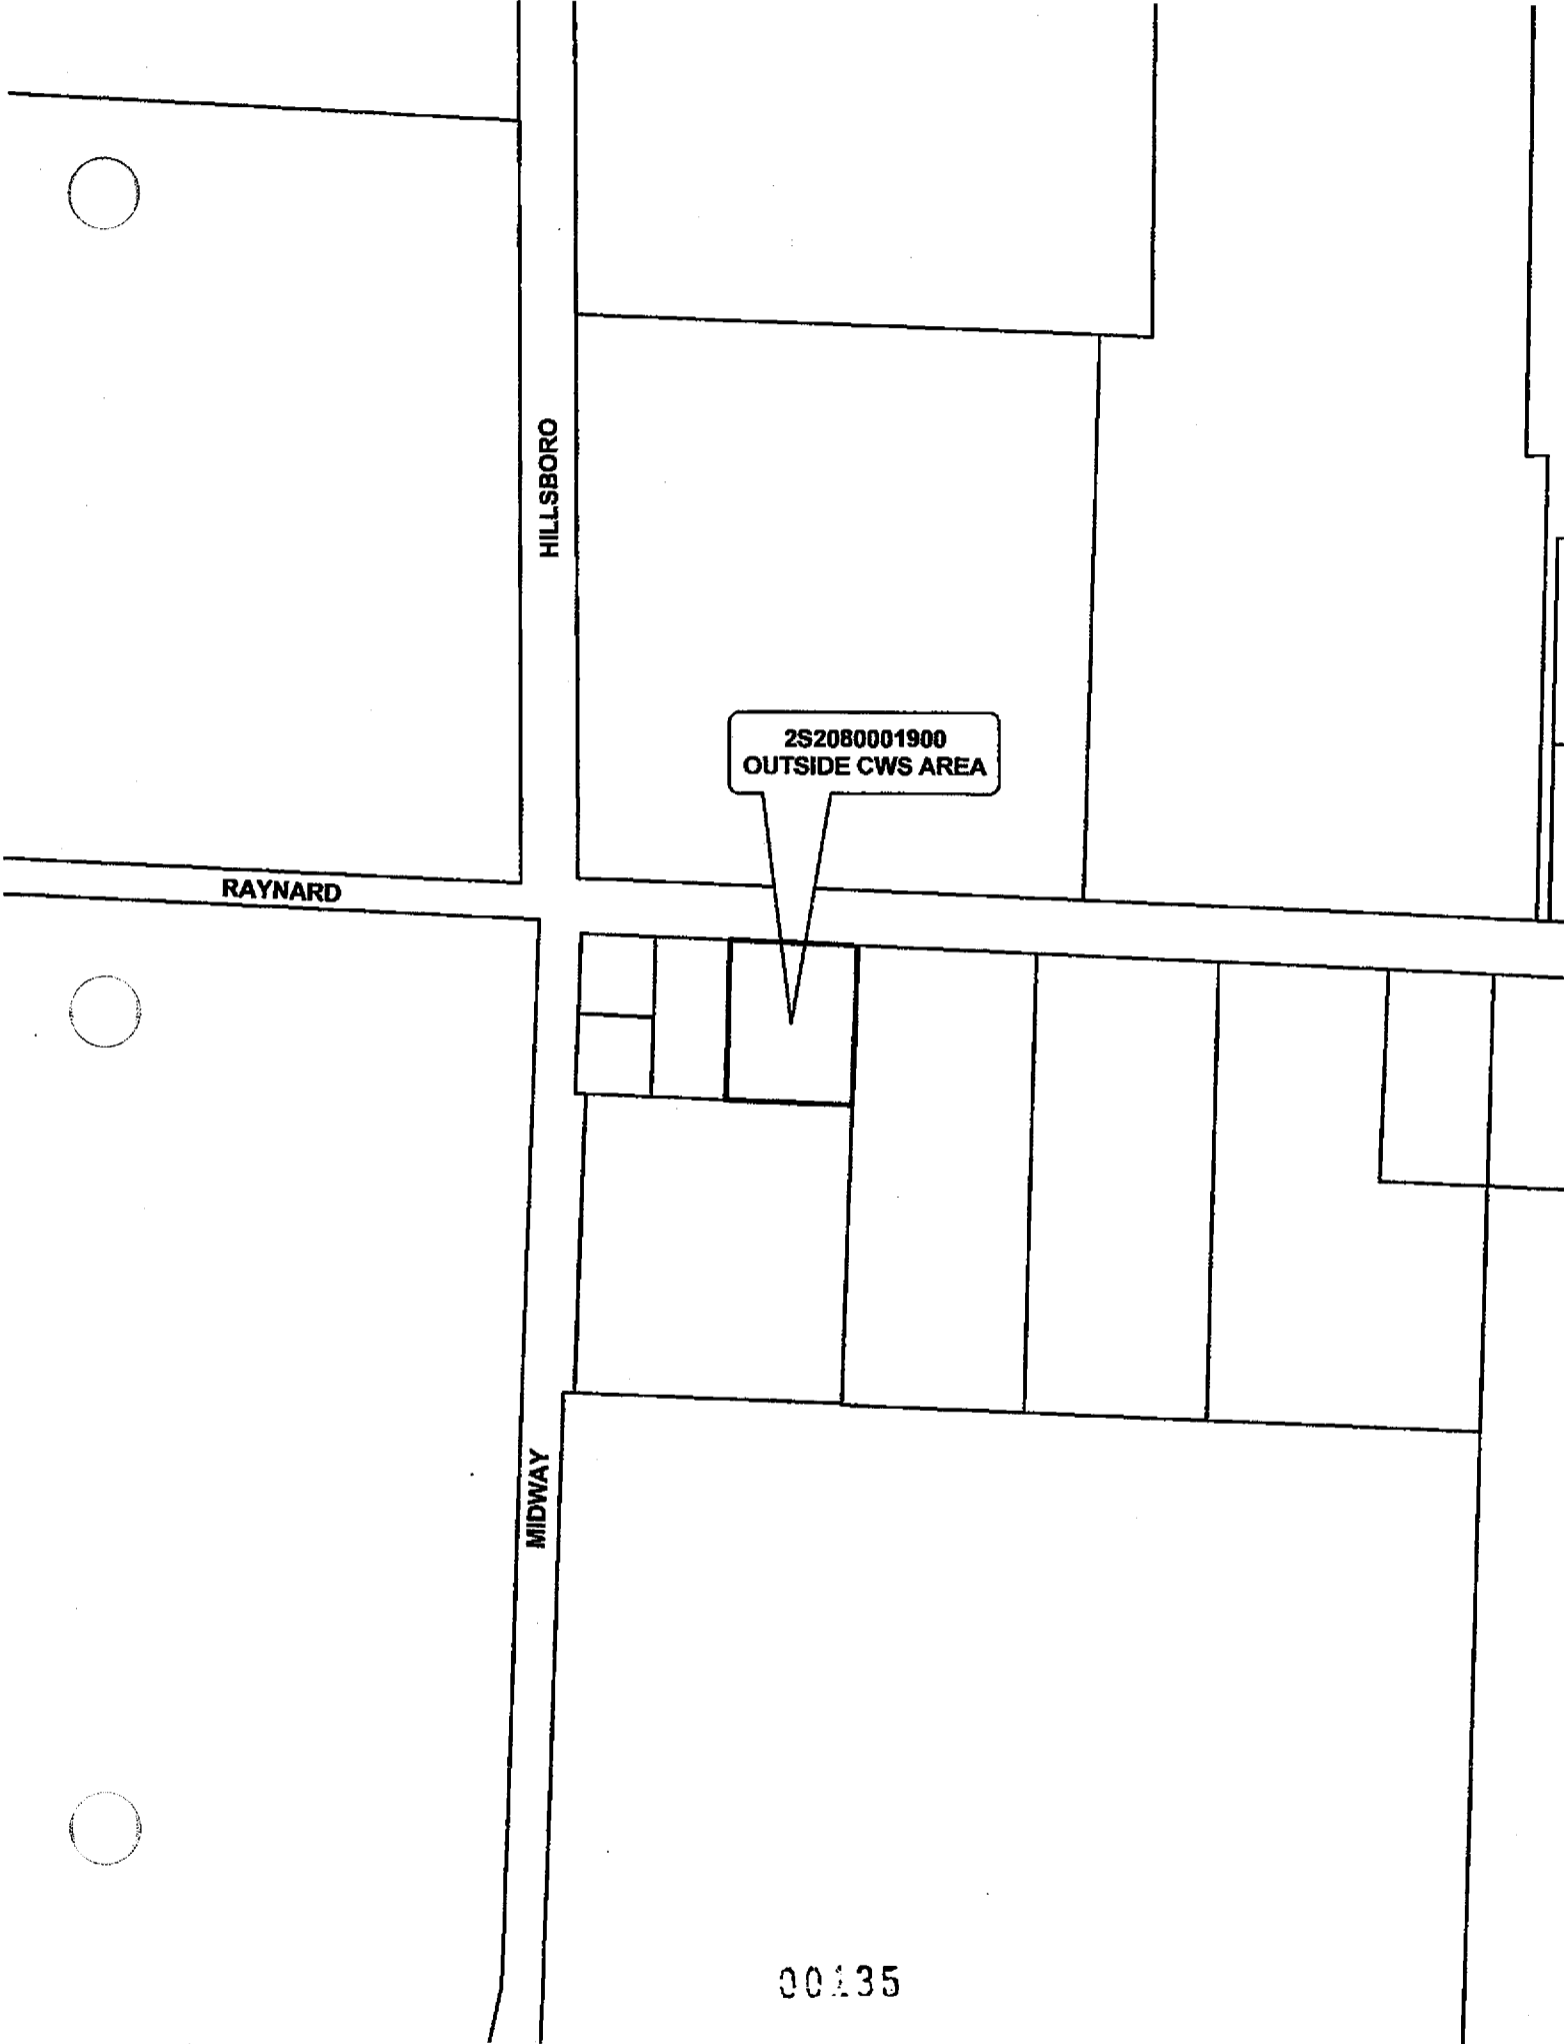 HILLSBORO
2S2080001900
OUTSIDE CWS AREA
RAYNARD
MIDWAY
00135